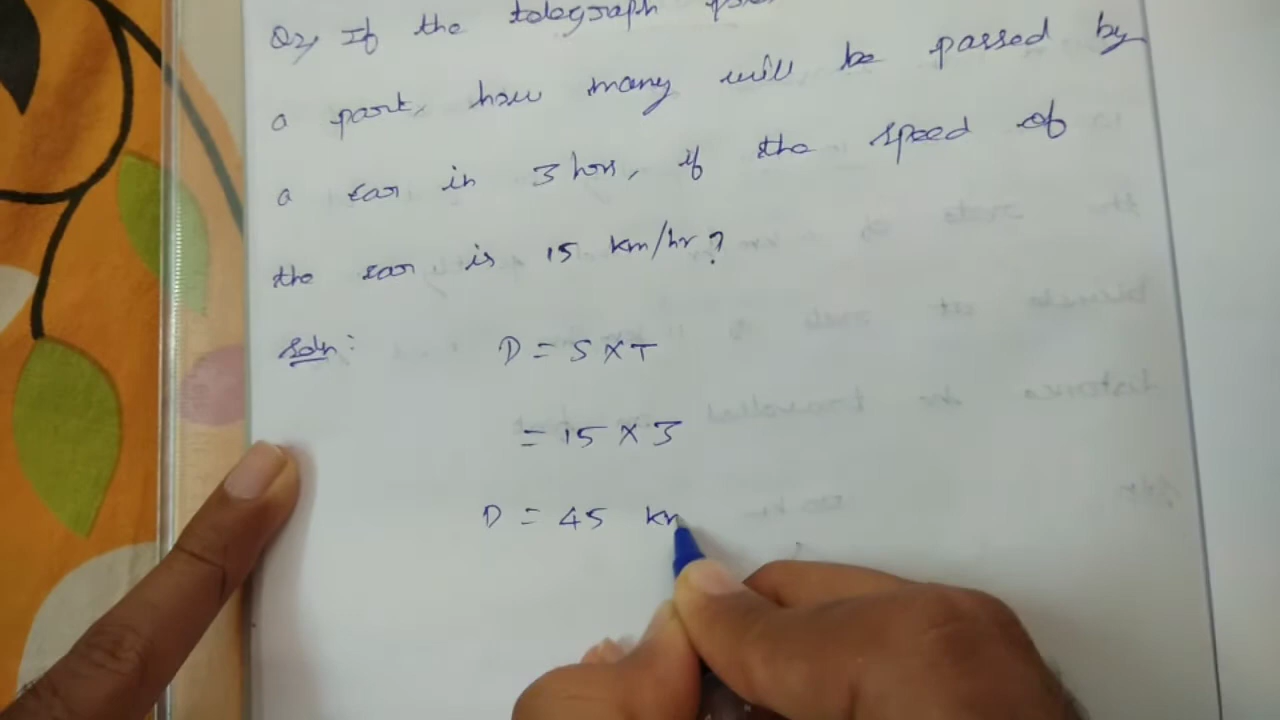 Q2, If the telegraph
a part, how many will be passed by
a car in 3 hrs, if the speed of
the car is 15 km/hr ?
Soln :
D = S X T
= 15 X 3
D = 45 km